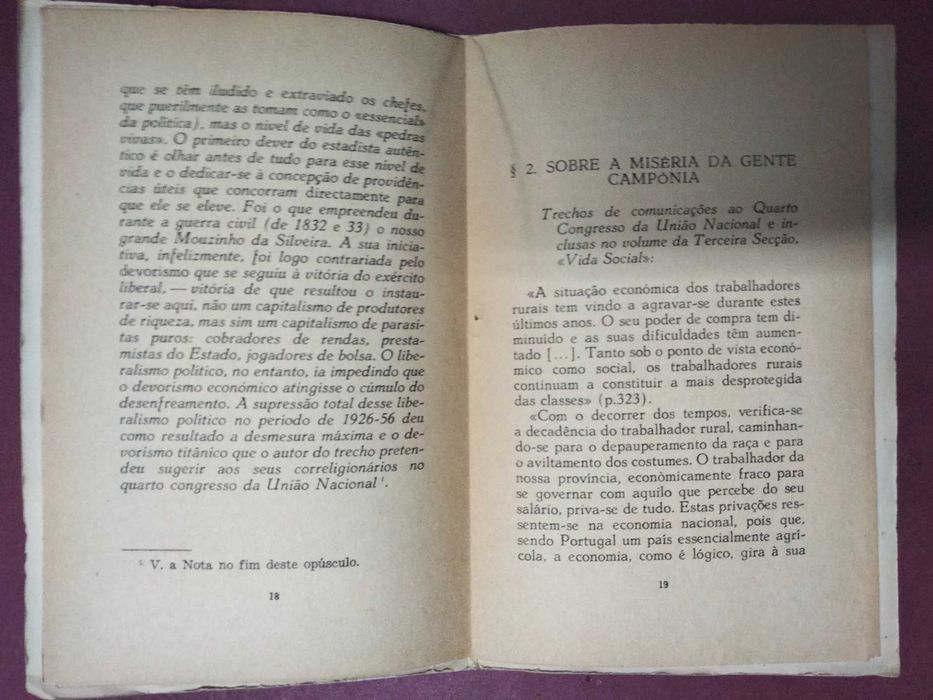 que se têm iludido e extraviado os chefes,
que puerilmente as tomam como o «essencial»
da política), mas o nível de vida das «pedras
vivas». O primeiro dever do estadista autên-
tico é olhar antes de tudo para esse nível de
vida e o dedicar-se à concepção de providên-
cias úteis que concorram directamente para
que ele se eleve. Foi o que empreendeu du-
rante a guerra civil (de 1832 e 33) o nosso
grande Mouzinho da Silveira. A sua inicia-
tiva, infelizmente, foi logo contrariada pelo
devorismo que se seguiu à vitória do exército
liberal, — vitória de que resultou o instau-
rar-se aqui, não um capitalismo de produtores
de riqueza, mas sim um capitalismo de parasi-
tas puros: cobradores de rendas, presta-
mistas do Estado, jogadores de bolsa. O libe-
ralismo político, no entanto, ia impedindo que
o devorismo económico atingisse o cúmulo do
desenfreamento. A supressão total desse libe-
ralismo político no período de 1926-56 deu
como resultado a desmesura máxima e o de-
vorismo titânico que o autor do trecho preten-
deu sugerir aos seus correligionários no
quarto congresso da União Nacional ¹.
¹ V. a Nota no fim deste opúsculo.
18
§ 2. SOBRE A MISÉRIA DA GENTE
CAMPÓNIA
Trechos de comunicações ao Quarto
Congresso da União Nacional e in-
clusas no volume da Terceira Secção,
«Vida Social»:
«A situação económica dos trabalhadores
rurais tem vindo a agravar-se durante estes
últimos anos. O seu poder de compra tem di-
minuído e as suas dificuldades têm aumen-
tado [...]. Tanto sob o ponto de vista econó-
mico como social, os trabalhadores rurais
continuam a constituir a mais desprotegida
das classes» (p.323).
«Com o decorrer dos tempos, verifica-se
a decadência do trabalhador rural, caminhan-
do-se para o depauperamento da raça e para
o aviltamento dos costumes. O trabalhador da
nossa província, econòmicamente fraco para
se governar com aquilo que percebe do seu
salário, priva-se de tudo. Estas privações res-
sentem-se na economia nacional, pois que,
sendo Portugal um país essencialmente agrí-
cola, a economia, como é lógico, gira à sua
19